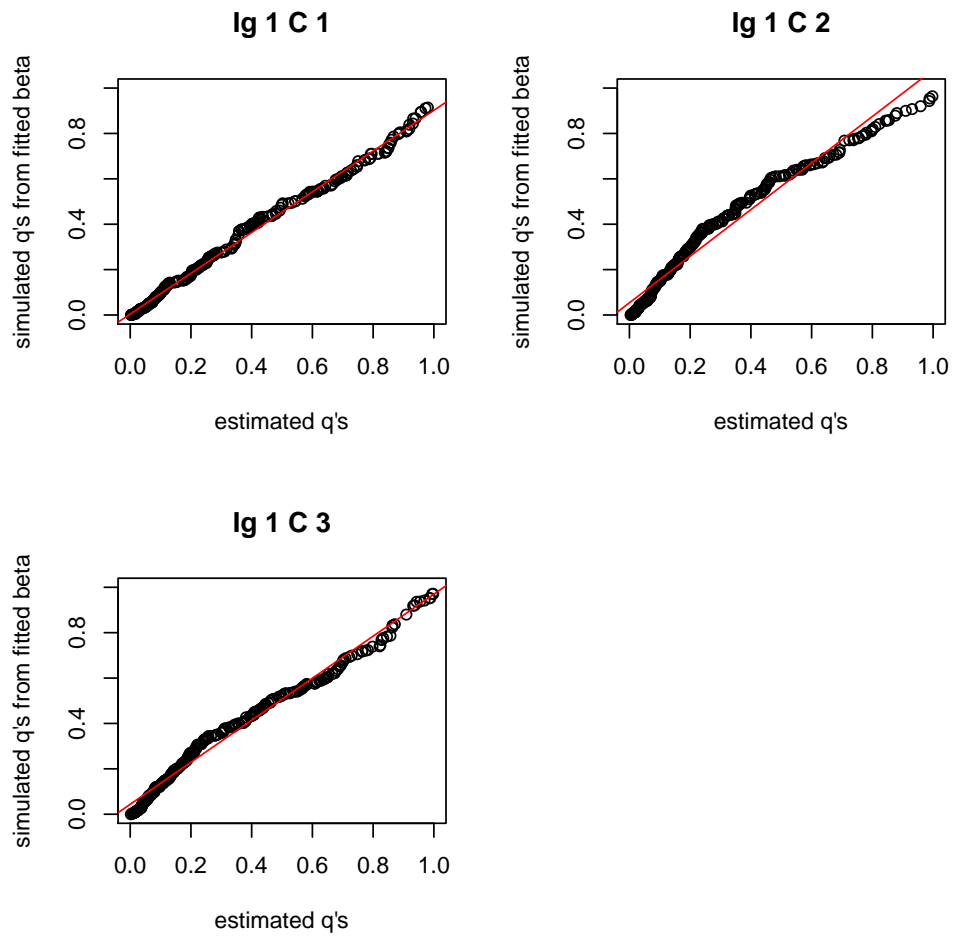 Ig 1 C 1
simulated q's from fitted beta
0.8
0.4
0.0
0.0 0.2 0.4 0.6 0.8 1.0
estimated q's
Ig 1 C 2
simulated q's from fitted beta
0.8
0.4
0.0
0.0 0.2 0.4 0.6 0.8 1.0
estimated q's
Ig 1 C 3
simulated q's from fitted beta
0.8
0.4
0.0
0.0 0.2 0.4 0.6 0.8 1.0
estimated q's